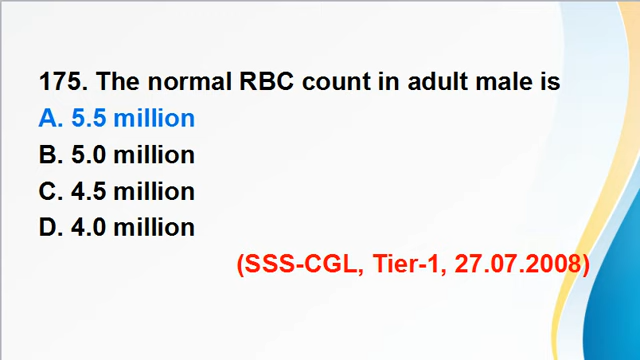 175. The normal RBC count in adult male is
A. 5.5 million
B. 5.0 million
C. 4.5 million
D. 4.0 million
(SSS-CGL, Tier-1, 27.07.2008)